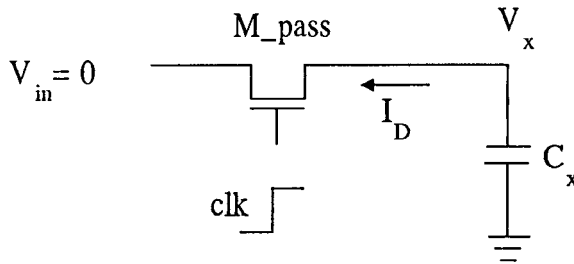 M_pass
V_x
V_in = 0
I_D
C_x
clk